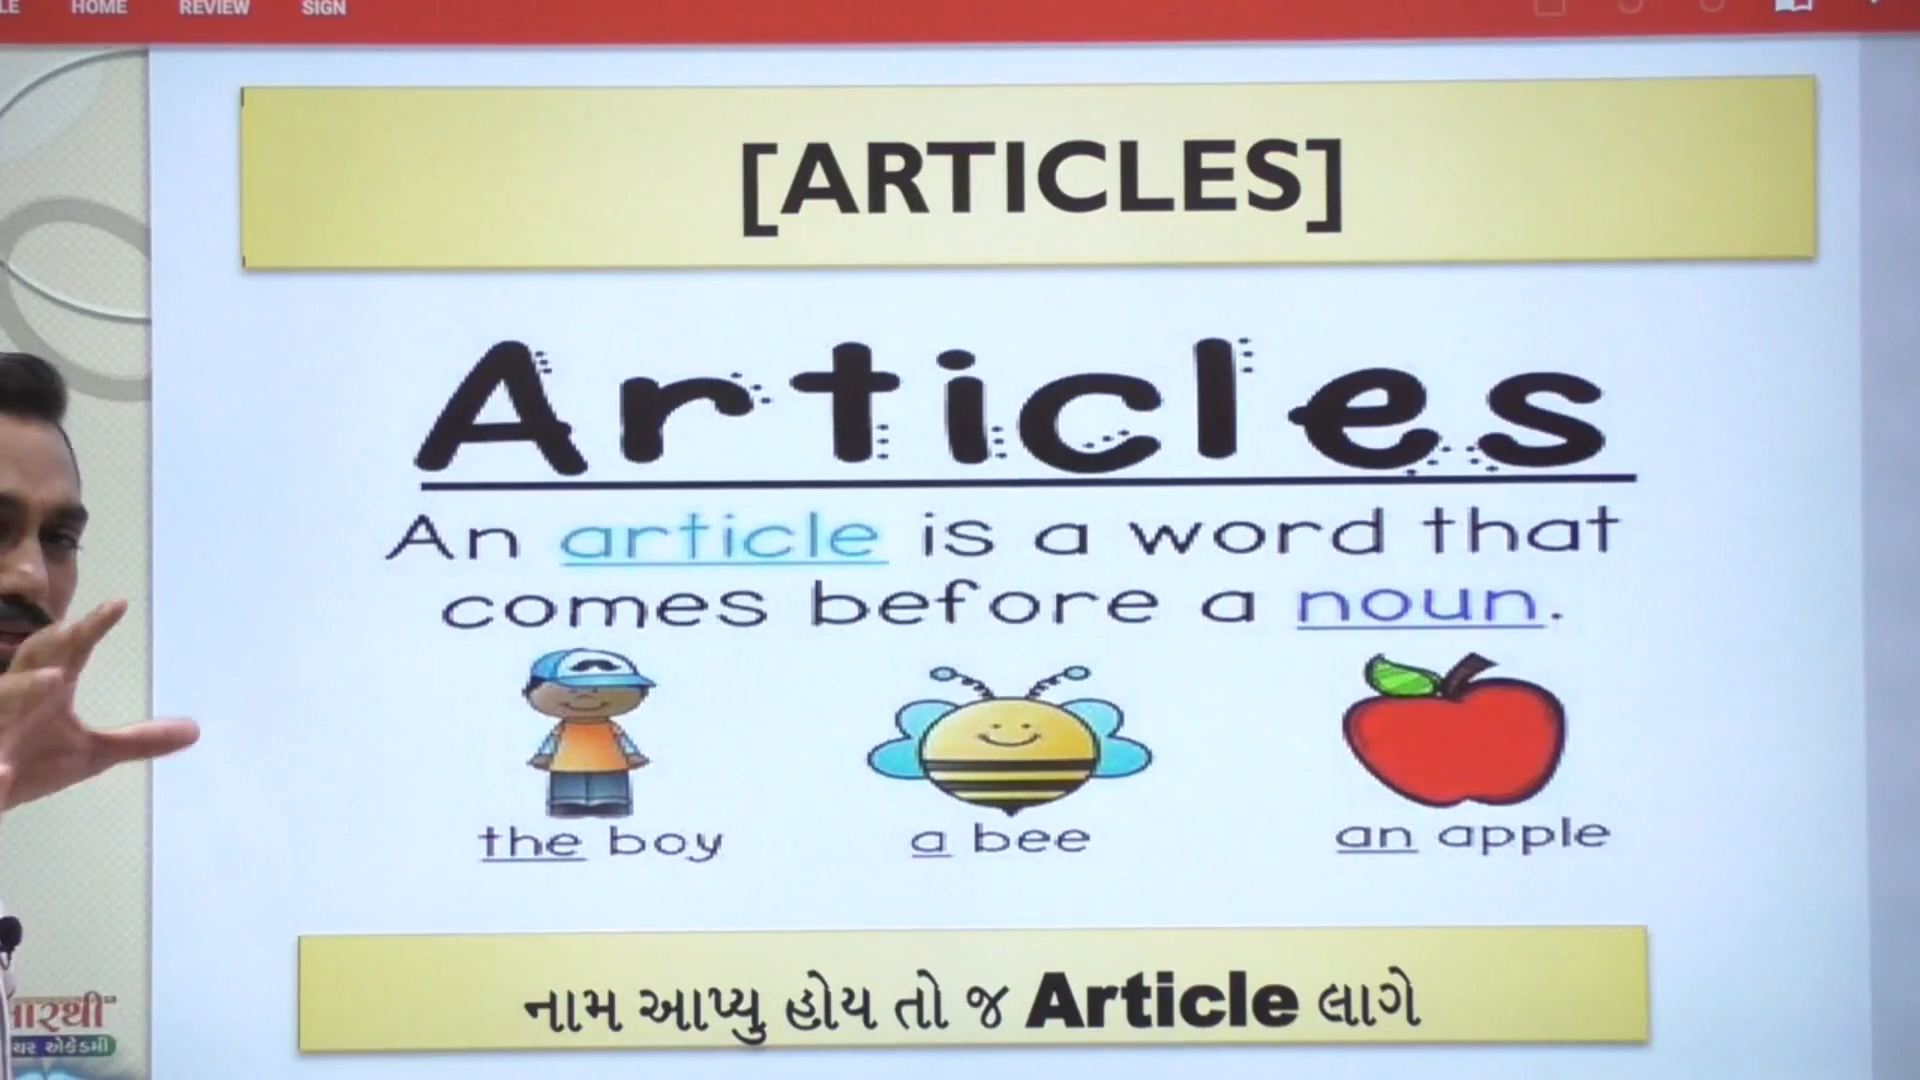 HOME REVIEW SIGN
[ARTICLES]
Articles
An article is a word that
comes before a noun.
the boy a bee an apple
નામ આપ્યુ હોય તો જ Article લાગે